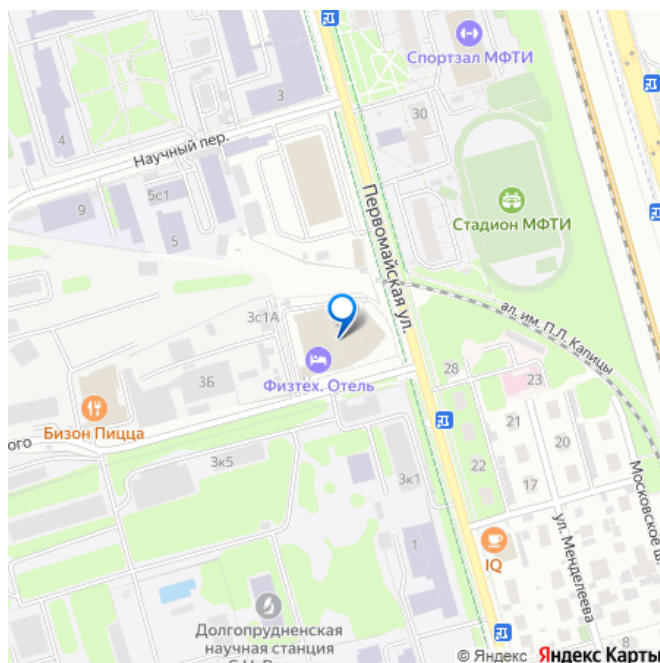 Спортзал МФТИ
30
3
4
Научный пер.
5с1
9
5
Первомайская ул.
Стадион МФТИ
3с1А
ал. им. П.Л. Капицы
3Б
Физтех. Отель
28
23
Бизон Пицца
21
20
ого
3к5
3к1
22
17
Московское ш.
1
IQ
ул. Менделеева
Долгопрудненская
научная станция
8
© Яндекс Яндекс Карты